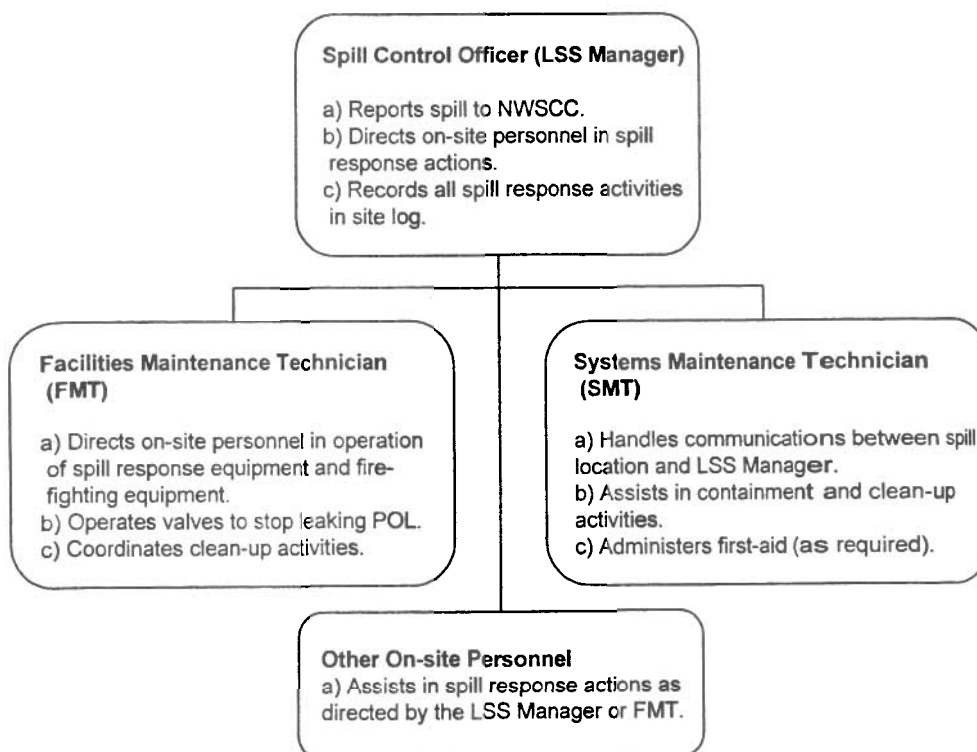 Spill Control Officer (LSS Manager)
a) Reports spill to NWSCC.
b) Directs on-site personnel in spill
response actions.
c) Records all spill response activities
in site log.
Facilities Maintenance Technician
(FMT)
a) Directs on-site personnel in operation
of spill response equipment and fire-
fighting equipment.
b) Operates valves to stop leaking POL.
c) Coordinates clean-up activities.
Systems Maintenance Technician
(SMT)
a) Handles communications between spill
location and LSS Manager.
b) Assists in containment and clean-up
activities.
c) Administers first-aid (as required).
Other On-site Personnel
a) Assists in spill response actions as
directed by the LSS Manager or FMT.